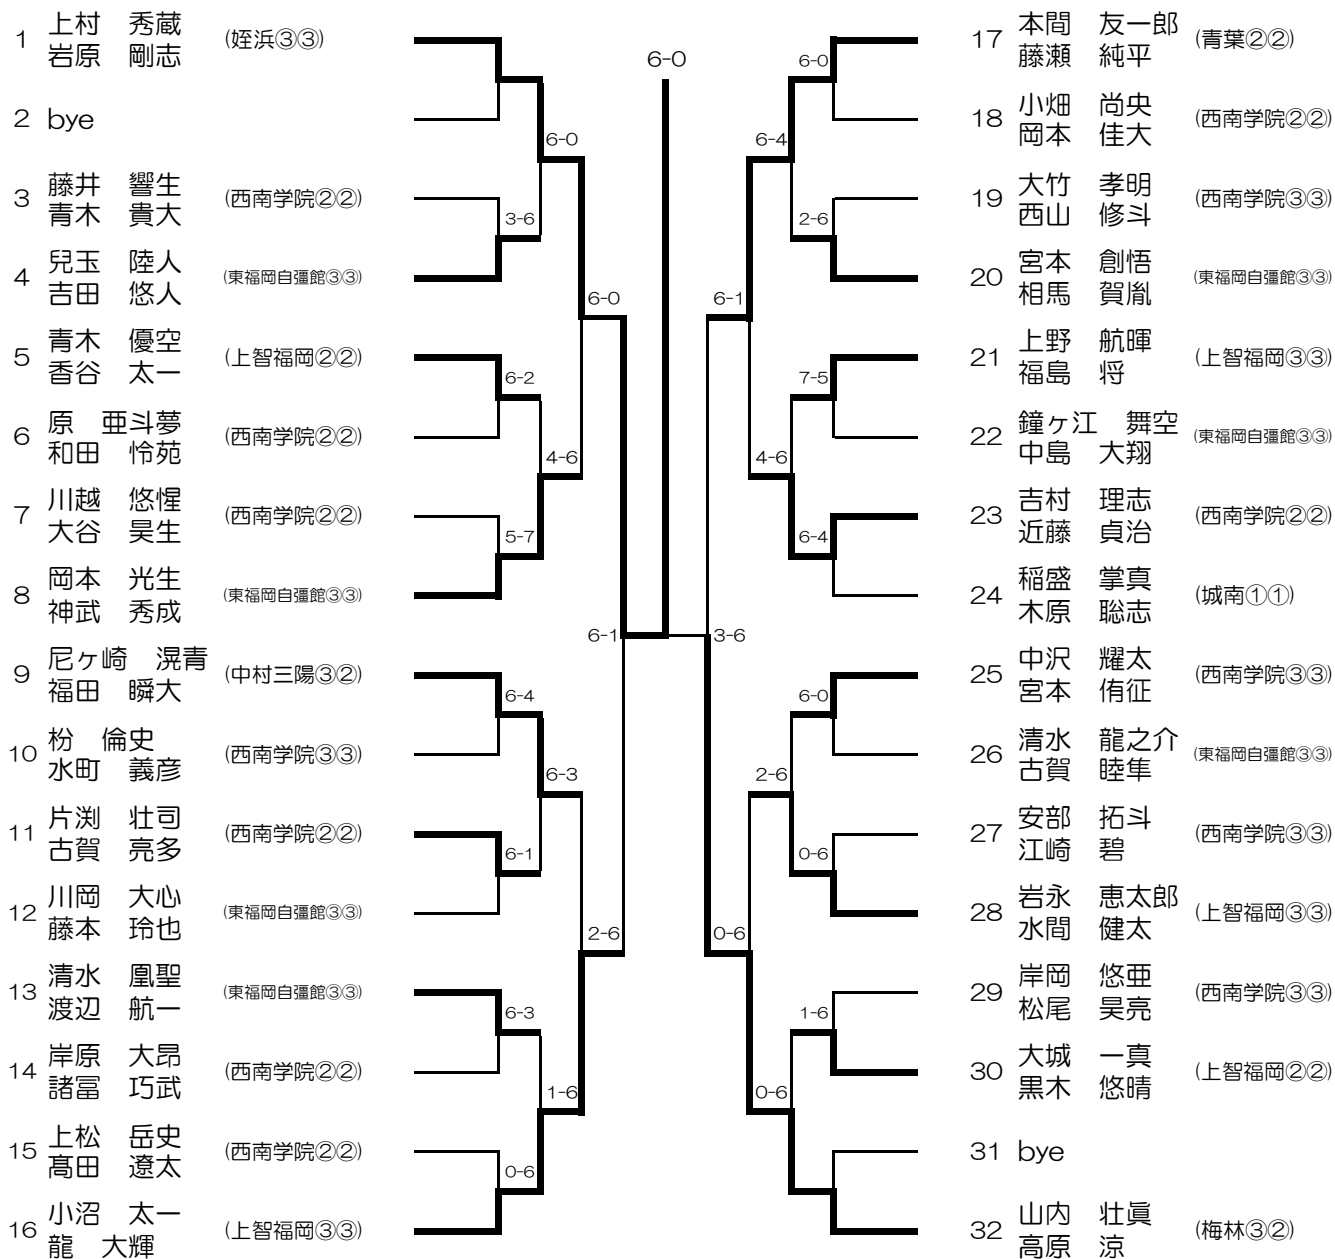 1 上村 秀蔵 (姪浜③③)
岩原 剛志
2 bye
3 藤井 響生 (西南学院②②)
青木 貴大
4 兒玉 陸人 (東福岡自彊館③③)
吉田 悠人
5 青木 優空 (上智福岡②②)
香谷 太一
6 原 亜斗夢 (西南学院②②)
和田 怜苑
7 川越 悠惺 (西南学院②②)
大谷 昊生
8 岡本 光生 (東福岡自彊館③③)
神武 秀成
9 尼ヶ崎 滉青 (中村三陽③②)
福田 瞬大
10 枌 倫史 (西南学院③③)
水町 義彦
11 片渕 壮司 (西南学院②②)
古賀 亮多
12 川岡 大心 (東福岡自彊館③③)
藤本 玲也
13 清水 凰聖 (東福岡自彊館③③)
渡辺 航一
14 岸原 大昂 (西南学院②②)
諸冨 巧武
15 上松 岳史 (西南学院②②)
髙田 遼太
16 小沼 太一 (上智福岡③③)
龍 大輝
6-0
3-6
6-0
6-2
4-6
5-7
6-1
6-4
6-3
6-1
2-6
6-3
1-6
0-6
6-0
6-0
6-4
2-6
6-1
7-5
4-6
6-4
3-6
6-0
2-6
0-6
0-6
1-6
0-6
17 本間 友一郎 (青葉②②)
藤瀬 純平
18 小畑 尚央 (西南学院②②)
岡本 佳大
19 大竹 孝明 (西南学院③③)
西山 修斗
20 宮本 創悟 (東福岡自彊館③③)
相馬 賀胤
21 上野 航暉 (上智福岡③③)
福島 将
22 鐘ヶ江 舞空 (東福岡自彊館③③)
中島 大翔
23 吉村 理志 (西南学院②②)
近藤 貞治
24 稲盛 掌真 (城南①①)
木原 聡志
25 中沢 耀太 (西南学院③③)
宮本 侑征
26 清水 龍之介 (東福岡自彊館③③)
古賀 睦隼
27 安部 拓斗 (西南学院③③)
江崎 碧
28 岩永 恵太郎 (上智福岡③③)
水間 健太
29 岸岡 悠亜 (西南学院③③)
松尾 昊亮
30 大城 一真 (上智福岡②②)
黒木 悠晴
31 bye
32 山内 壮眞 (梅林③②)
高原 涼